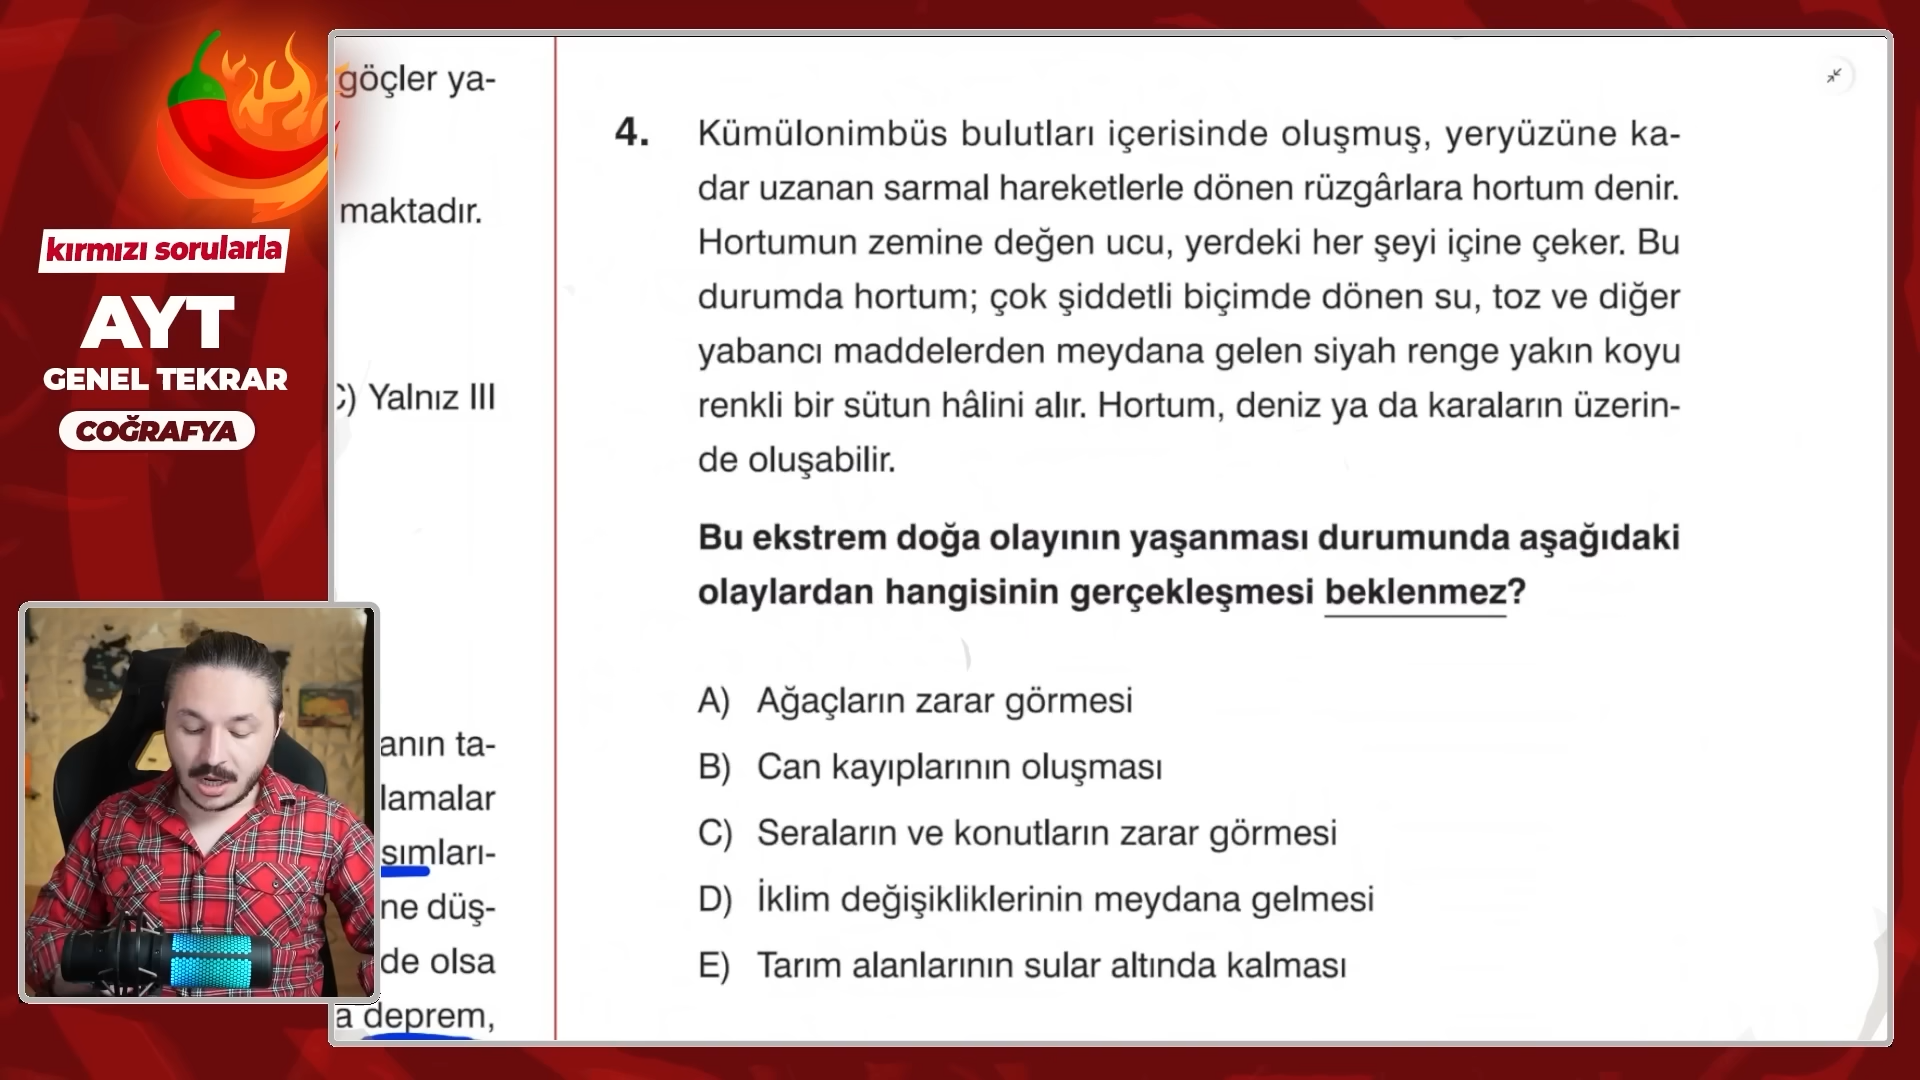 kırmızı sorularla
AYT
GENEL TEKRAR
COĞRAFYA
göçler ya-
maktadır.
C) Yalnız III
anın ta-
lamalar
sımları-
ne düş-
de olsa
a deprem,
4. Kümülonimbüs bulutları içerisinde oluşmuş, yeryüzüne ka-
dar uzanan sarmal hareketlerle dönen rüzgârlara hortum denir.
Hortumun zemine değen ucu, yerdeki her şeyi içine çeker. Bu
durumda hortum; çok şiddetli biçimde dönen su, toz ve diğer
yabancı maddelerden meydana gelen siyah renge yakın koyu
renkli bir sütun hâlini alır. Hortum, deniz ya da karaların üzerin-
de oluşabilir.
Bu ekstrem doğa olayının yaşanması durumunda aşağıdaki
olaylardan hangisinin gerçekleşmesi beklenmez?
A) Ağaçların zarar görmesi
B) Can kayıplarının oluşması
C) Seraların ve konutların zarar görmesi
D) İklim değişikliklerinin meydana gelmesi
E) Tarım alanlarının sular altında kalması